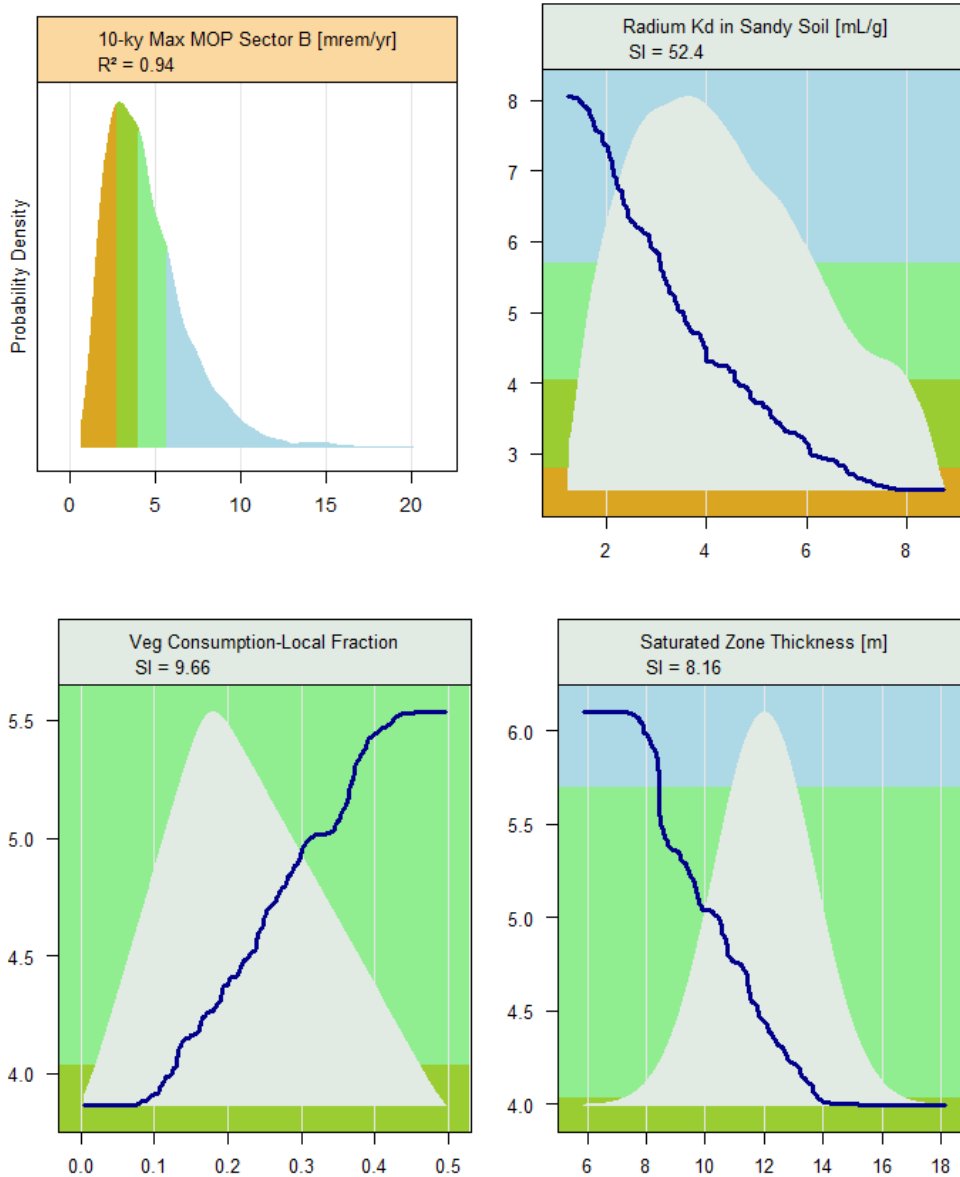 10-ky Max MOP Sector B [mrem/yr]
R² = 0.94
Probability Density
0 5 10 15 20
Radium Kd in Sandy Soil [mL/g]
SI = 52.4
8
7
6
5
4
3
2 4 6 8
Veg Consumption-Local Fraction
SI = 9.66
5.5
5.0
4.5
4.0
0.0 0.1 0.2 0.3 0.4 0.5
Saturated Zone Thickness [m]
SI = 8.16
6.0
5.5
5.0
4.5
4.0
6 8 10 12 14 16 18